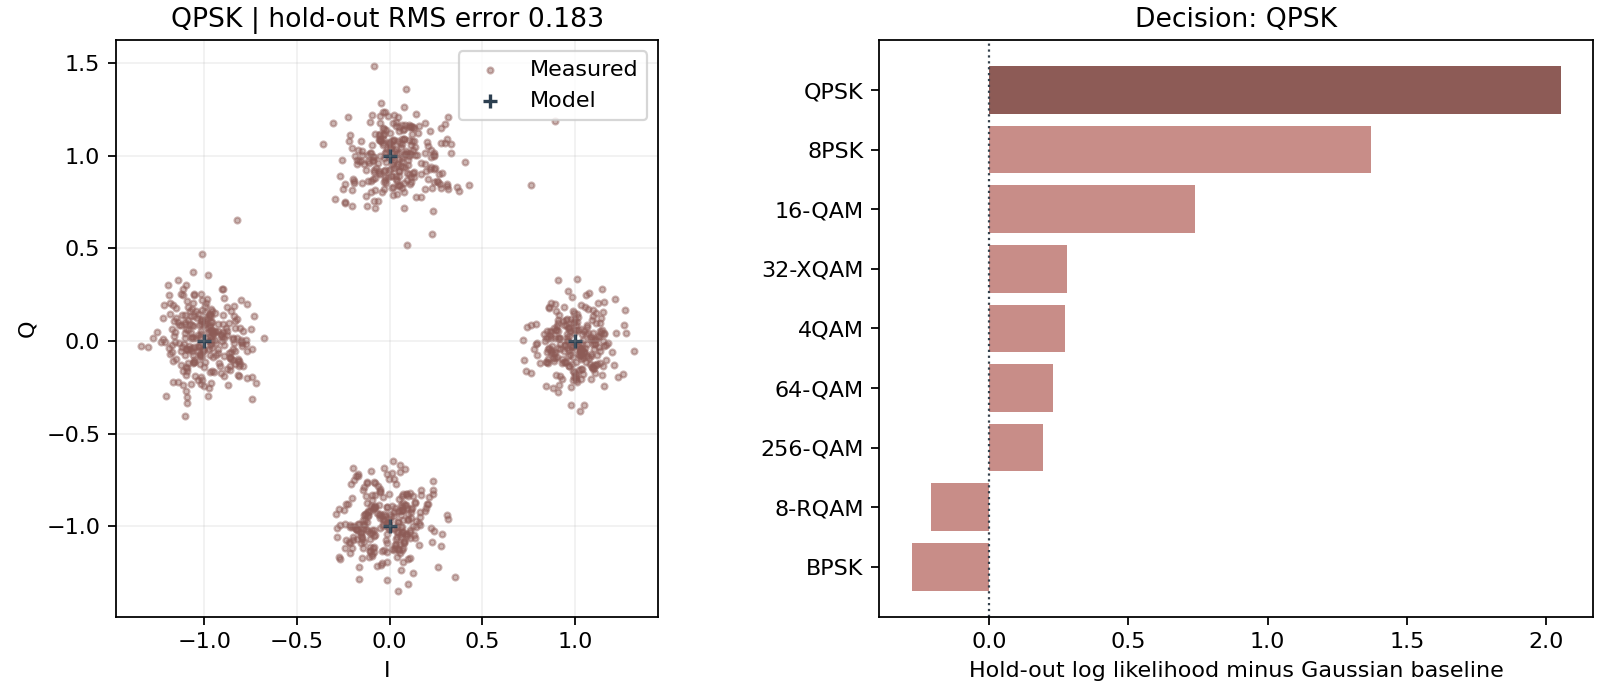 QPSK | hold-out RMS error 0.183
Measured
Model
1.5
1.0
0.5
0.0
−0.5
−1.0
Q
−1.0
−0.5
0.0
0.5
1.0
I
Decision: QPSK
QPSK
8PSK
16-QAM
32-XQAM
4QAM
64-QAM
256-QAM
8-RQAM
BPSK
0.0
0.5
1.0
1.5
2.0
Hold-out log likelihood minus Gaussian baseline